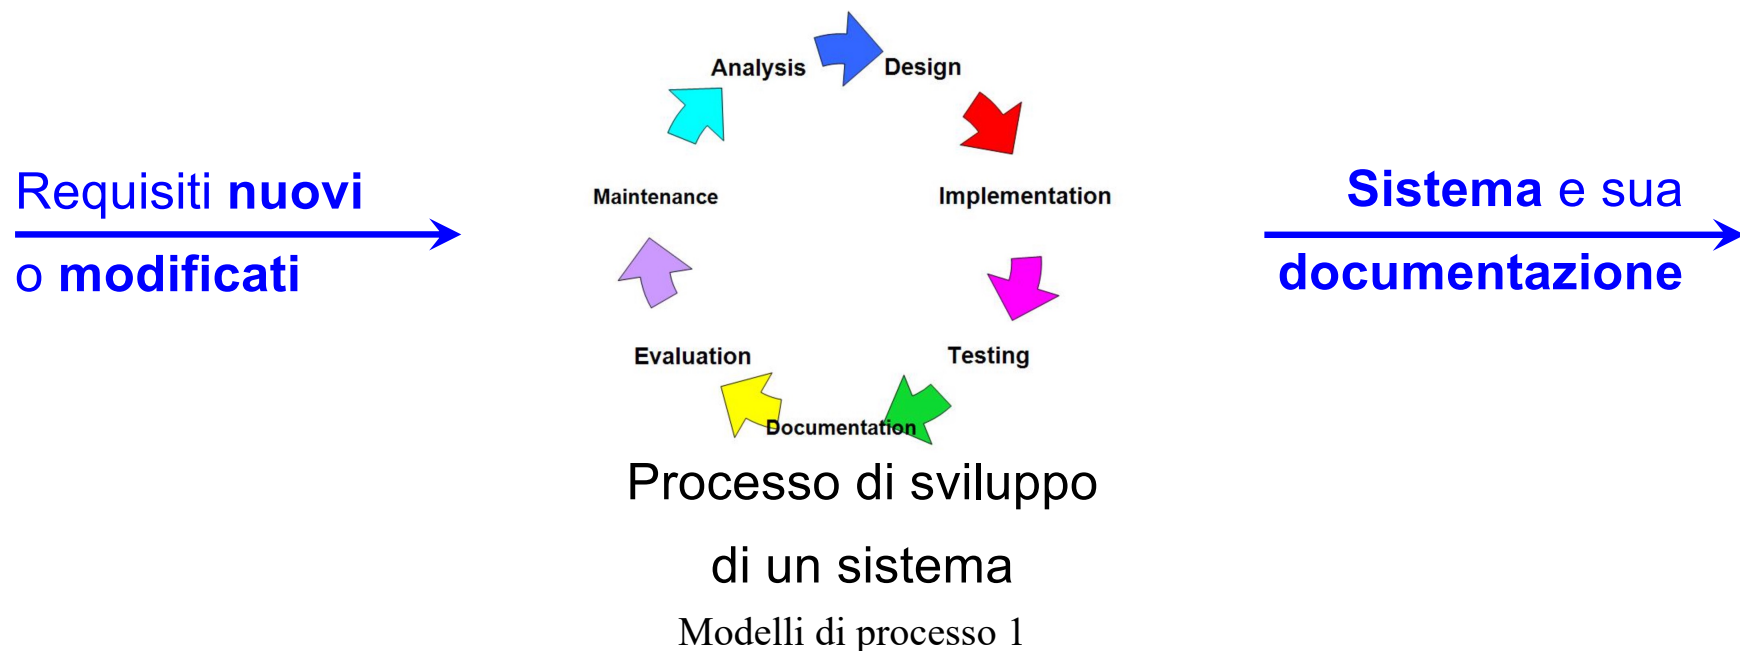 Analysis
Design
Requisiti nuovi
o modificati
Maintenance
Implementation
Sistema e sua
documentazione
Evaluation
Testing
Documentation
Processo di sviluppo
di un sistema
Modelli di processo 1